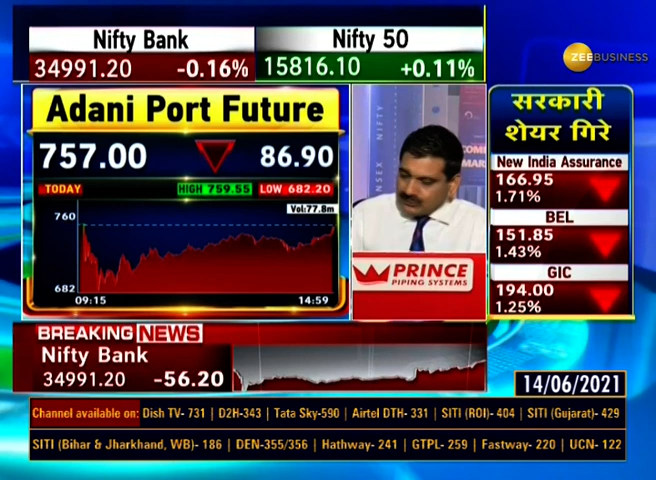 Nifty Bank
34991.20 -0.16%
Nifty 50
15816.10 +0.11%
ZEEBUSINESS
Adani Port Future
757.00 86.90
TODAY HIGH 759.55 LOW 682.20
Vol:77.8m
760
682
09:15 14:59
NIFTY
SENSEX
PRINCE
PIPING SYSTEMS
सरकारी
शेयर गिरे
New India Assurance
166.95
1.71%
BEL
151.85
1.43%
GIC
194.00
1.25%
BREAKING NEWS
Nifty Bank
34991.20 -56.20
14/06/2021
Channel available on: Dish TV- 731 | D2H-343 | Tata Sky-590 | Airtel DTH- 331 | SITI (ROI)- 404 | SITI (Gujarat)- 429
SITI (Bihar & Jharkhand, WB)- 186 | DEN-355/356 | Hathway- 241 | GTPL- 259 | Fastway- 220 | UCN- 122